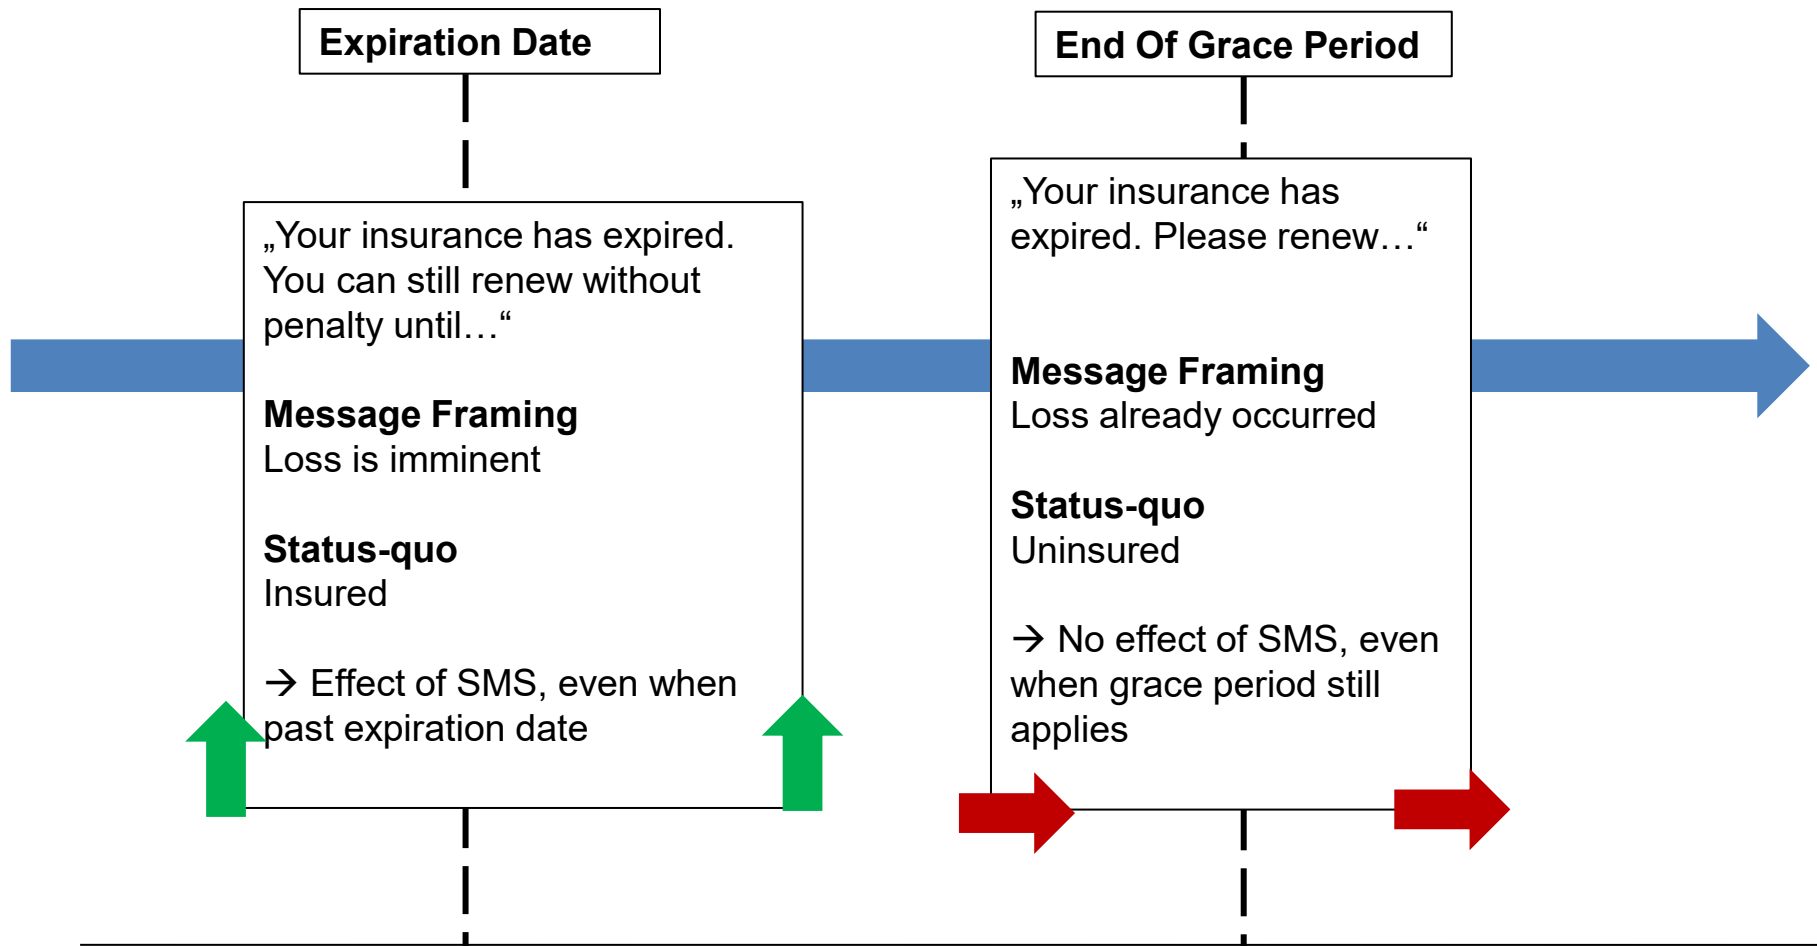 Expiration Date
End Of Grace Period
„Your insurance has expired.
You can still renew without
penalty until…“
Message Framing
Loss is imminent
Status-quo
Insured
→ Effect of SMS, even when
past expiration date
„Your insurance has
expired. Please renew…“
Message Framing
Loss already occurred
Status-quo
Uninsured
→ No effect of SMS, even
when grace period still
applies